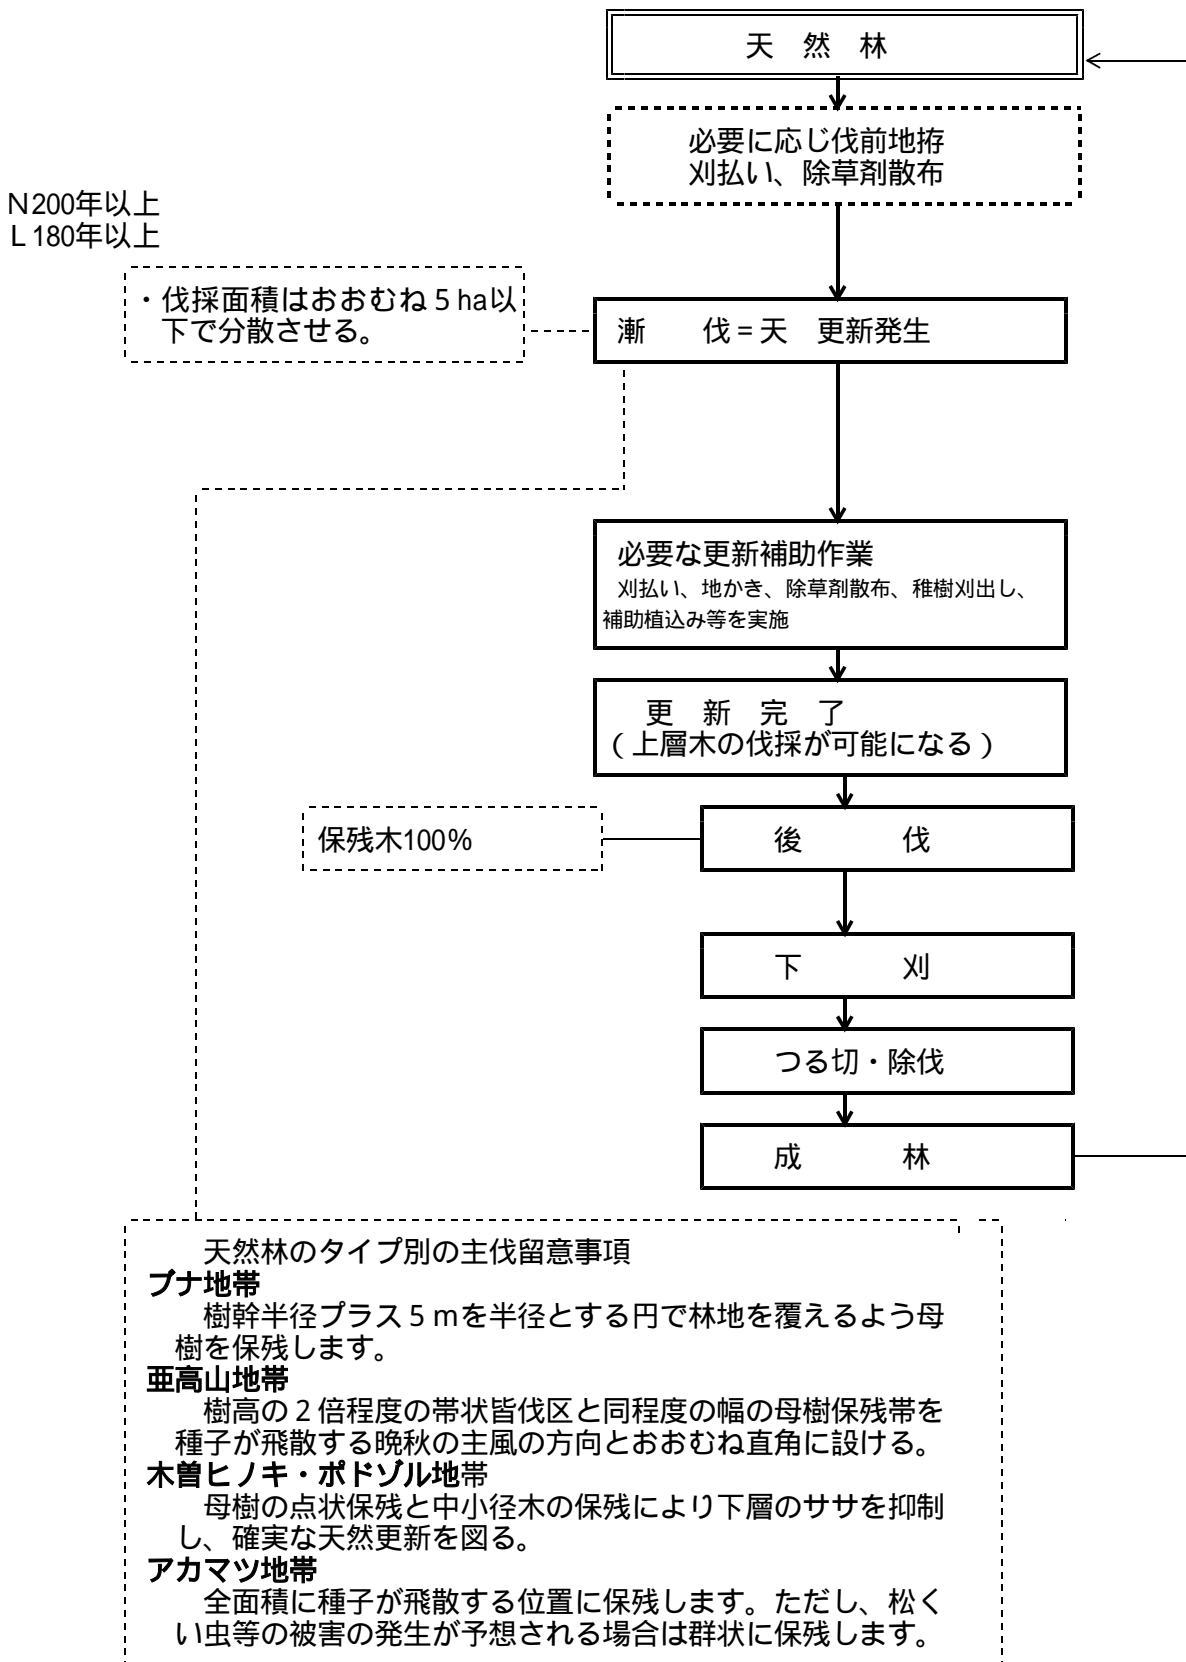 天 然 林
必要に応じ伐前地拵
刈払い、除草剤散布
N200年以上
L180年以上
・伐採面積はおおむね5ha以
下で分散させる。
漸 伐=天 更新発生
必要な更新補助作業
刈払い、地かき、除草剤散布、稚樹刈出し、
補助植込み等を実施
更 新 完 了
(上層木の伐採が可能になる)
保残木100%
後 伐
下 刈
つる切・除伐
成 林
天然林のタイプ別の主伐留意事項
ブナ地帯
樹幹半径プラス5mを半径とする円で林地を覆えるよう母
樹を保残します。
亜高山地帯
樹高の2倍程度の帯状皆伐区と同程度の幅の母樹保残帯を
種子が飛散する晩秋の主風の方向とおおむね直角に設ける。
木曽ヒノキ・ポドゾル地帯
母樹の点状保残と中小径木の保残により下層のササを抑制
し、確実な天然更新を図る。
アカマツ地帯
全面積に種子が飛散する位置に保残します。ただし、松く
い虫等の被害の発生が予想される場合は群状に保残します。